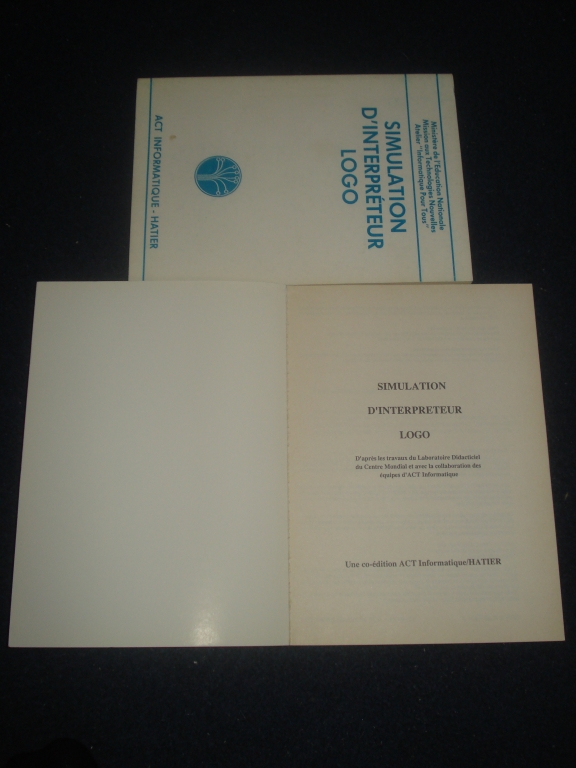 Ministère de l'Education Nationale
Mission aux Technologies Nouvelles
Atelier "Informatique Pour Tous"
SIMULATION
D'INTERPRÉTEUR
LOGO
ACT INFORMATIQUE - HATIER
SIMULATION
D'INTERPRETEUR
LOGO
D'après les travaux du Laboratoire Didacticiel
du Centre Mondial et avec la collaboration des
équipes d'ACT Informatique
Une co-édition ACT Informatique/HATIER